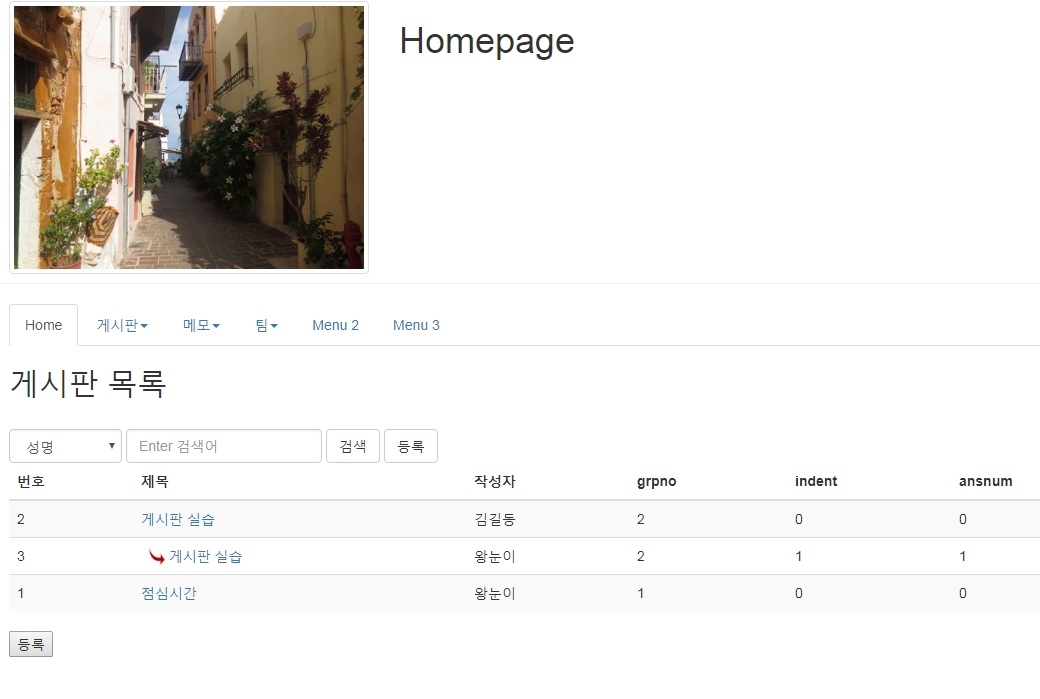 Homepage
Home 게시판 메모 팀 Menu 2 Menu 3
게시판 목록
성명 Enter 검색어 검색 등록
번호 제목 작성자 grpno indent ansnum
2 게시판 실습 김길동 2 0 0
3 게시판 실습 왕눈이 2 1 1
1 점심시간 왕눈이 1 0 0
등록